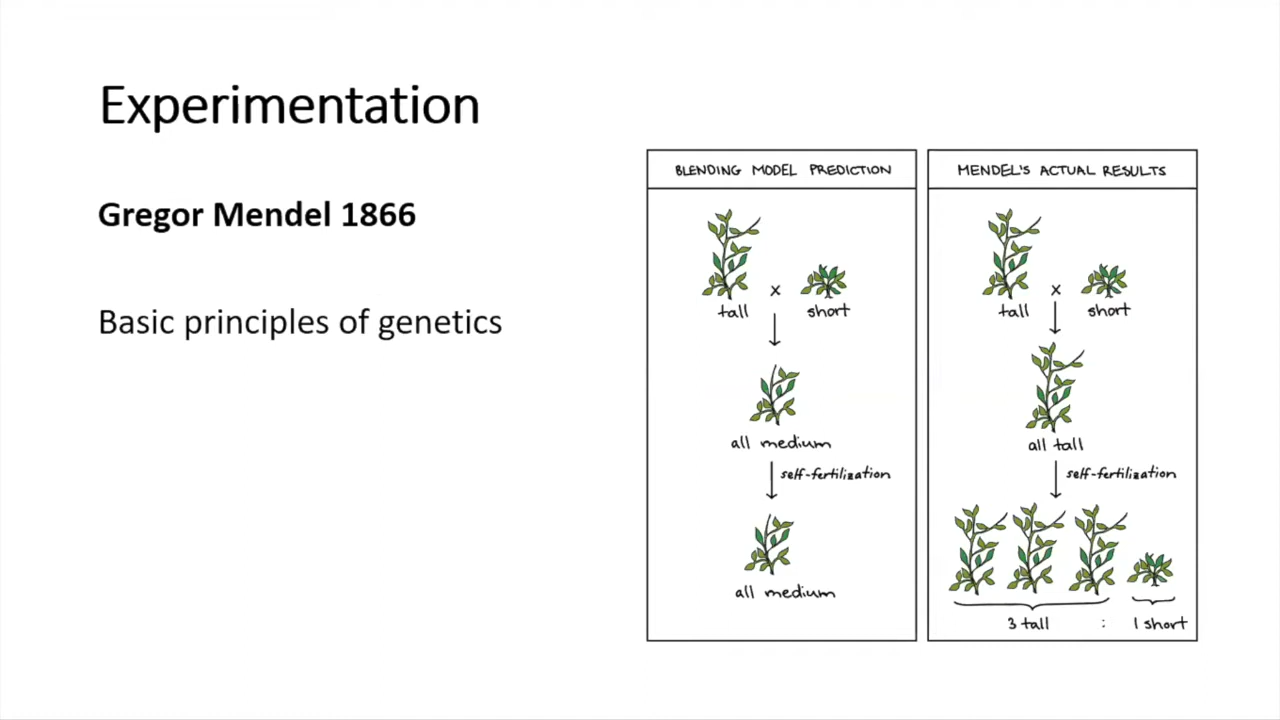 Experimentation
Gregor Mendel 1866
Basic principles of genetics
BLENDING MODEL PREDICTION
tall x short
all medium
self-fertilization
all medium
MENDEL'S ACTUAL RESULTS
tall x short
all tall
self-fertilization
3 tall : 1 short